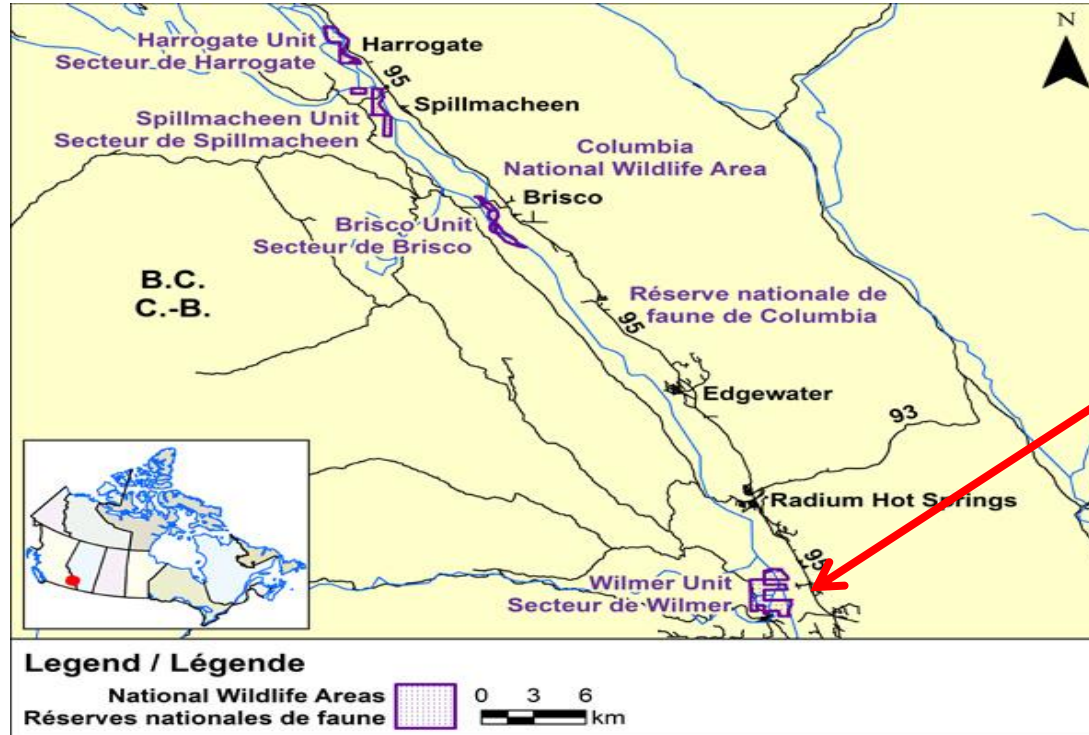 N
Harrogate Unit
Secteur de Harrogate
Harrogate
95
Spillmacheen
Spillmacheen Unit
Secteur de Spillmacheen
Columbia
National Wildlife Area
Brisco
Brisco Unit
Secteur de Brisco
B.C.
C.-B.
Réserve nationale de
faune de Columbia
95
Edgewater
93
Radium Hot Springs
95
Wilmer Unit
Secteur de Wilmer
Legend / Légende
National Wildlife Areas
Réserves nationales de faune
0 3 6
km